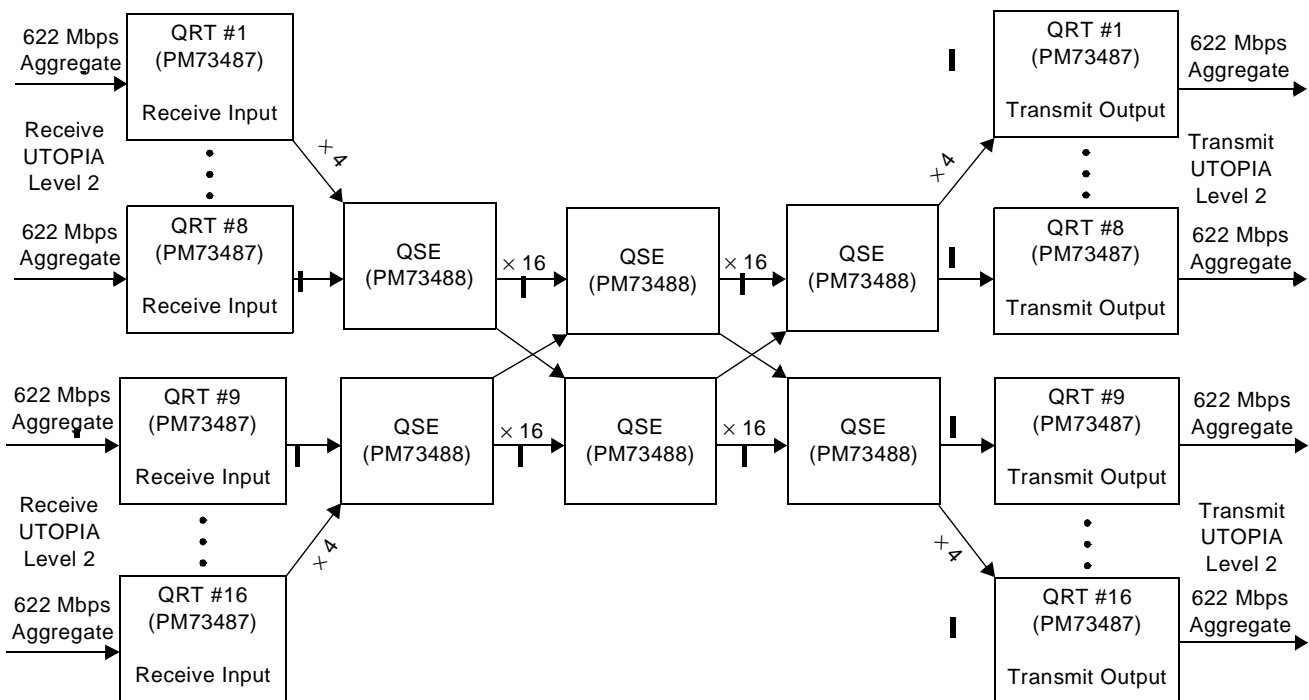 622 Mbps
Aggregate
QRT #1
(PM73487)
Receive Input
Receive
UTOPIA
Level 2
× 4
622 Mbps
Aggregate
QRT #8
(PM73487)
Receive Input
QSE
(PM73488)
× 16
QSE
(PM73488)
× 16
QSE
(PM73488)
× 4
QRT #1
(PM73487)
Transmit Output
622 Mbps
Aggregate
Transmit
UTOPIA
Level 2
QRT #8
(PM73487)
Transmit Output
622 Mbps
Aggregate
622 Mbps
Aggregate
QRT #9
(PM73487)
Receive Input
Receive
UTOPIA
Level 2
QSE
(PM73488)
× 16
QSE
(PM73488)
× 16
QSE
(PM73488)
QRT #9
(PM73487)
Transmit Output
622 Mbps
Aggregate
× 4
622 Mbps
Aggregate
QRT #16
(PM73487)
Receive Input
× 4
Transmit
UTOPIA
Level 2
QRT #16
(PM73487)
Transmit Output
622 Mbps
Aggregate